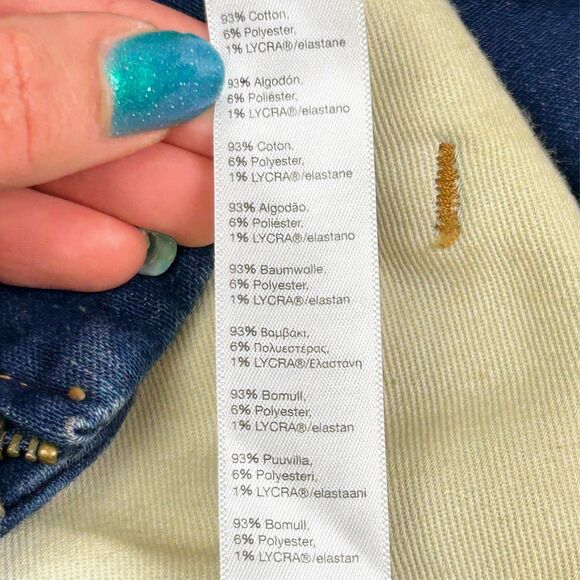 93% Cotton,
6% Polyester,
1% LYCRA®/elastane
93% Algodón,
6% Poliéster,
1% LYCRA®/elastano
93% Coton,
6% Polyester,
1% LYCRA®/elastane
93% Algodão,
6% Poliéster,
1% LYCRA®/elastano
93% Baumwolle,
6% Polyester,
1% LYCRA®/elastan
93% Βαμβάκι,
6% Πολυεστέρας,
1% LYCRA®/Ελαστάνη
93% Bomull,
6% Polyester,
1% LYCRA®/elastan
93% Puuvilla,
6% Polyesteri,
1% LYCRA®/elastaani
93% Bomull,
6% Polyester,
1% LYCRA®/elastan